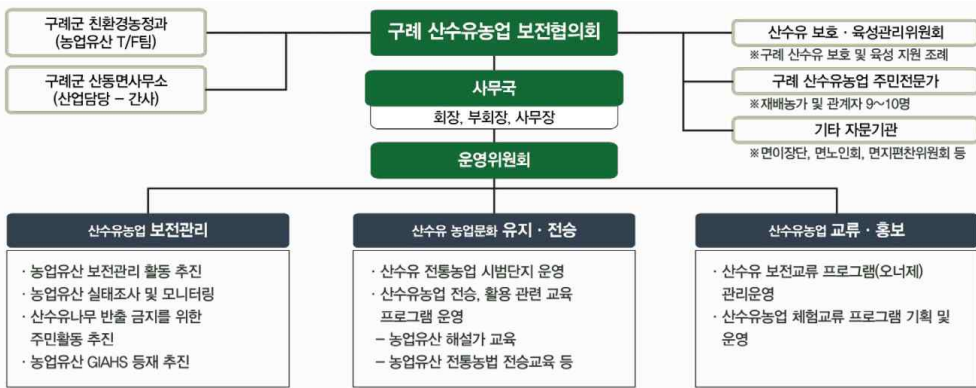 구례군 친환경농정과
(농업유산 T/F팀)
구례군 산동면사무소
(산업담당 – 간사)
구례 산수유농업 보전협의회
사무국
회장, 부회장, 사무장
운영위원회
산수유 보호 · 육성관리위원회
※구례 산수유 보호 및 육성 지원 조례
구례 산수유농업 주민전문가
※재배농가 및 관계자 9~10명
기타 자문기관
※면이장단, 면노인회, 면지편찬위원회 등
산수유농업 보전관리
· 농업유산 보전관리 활동 추진
· 농업유산 실태조사 및 모니터링
· 산수유나무 반출 금지를 위한
주민활동 추진
· 농업유산 GIAHS 등재 추진
산수유 농업문화 유지 · 전승
· 산수유 전통농업 시범단지 운영
· 산수유농업 전승, 활용 관련 교육
프로그램 운영
– 농업유산 해설가 교육
– 농업유산 전통농법 전승교육 등
산수유농업 교류 · 홍보
· 산수유 보전교류 프로그램(오너제)
관리운영
· 산수유농업 체험교류 프로그램 기획 및
운영